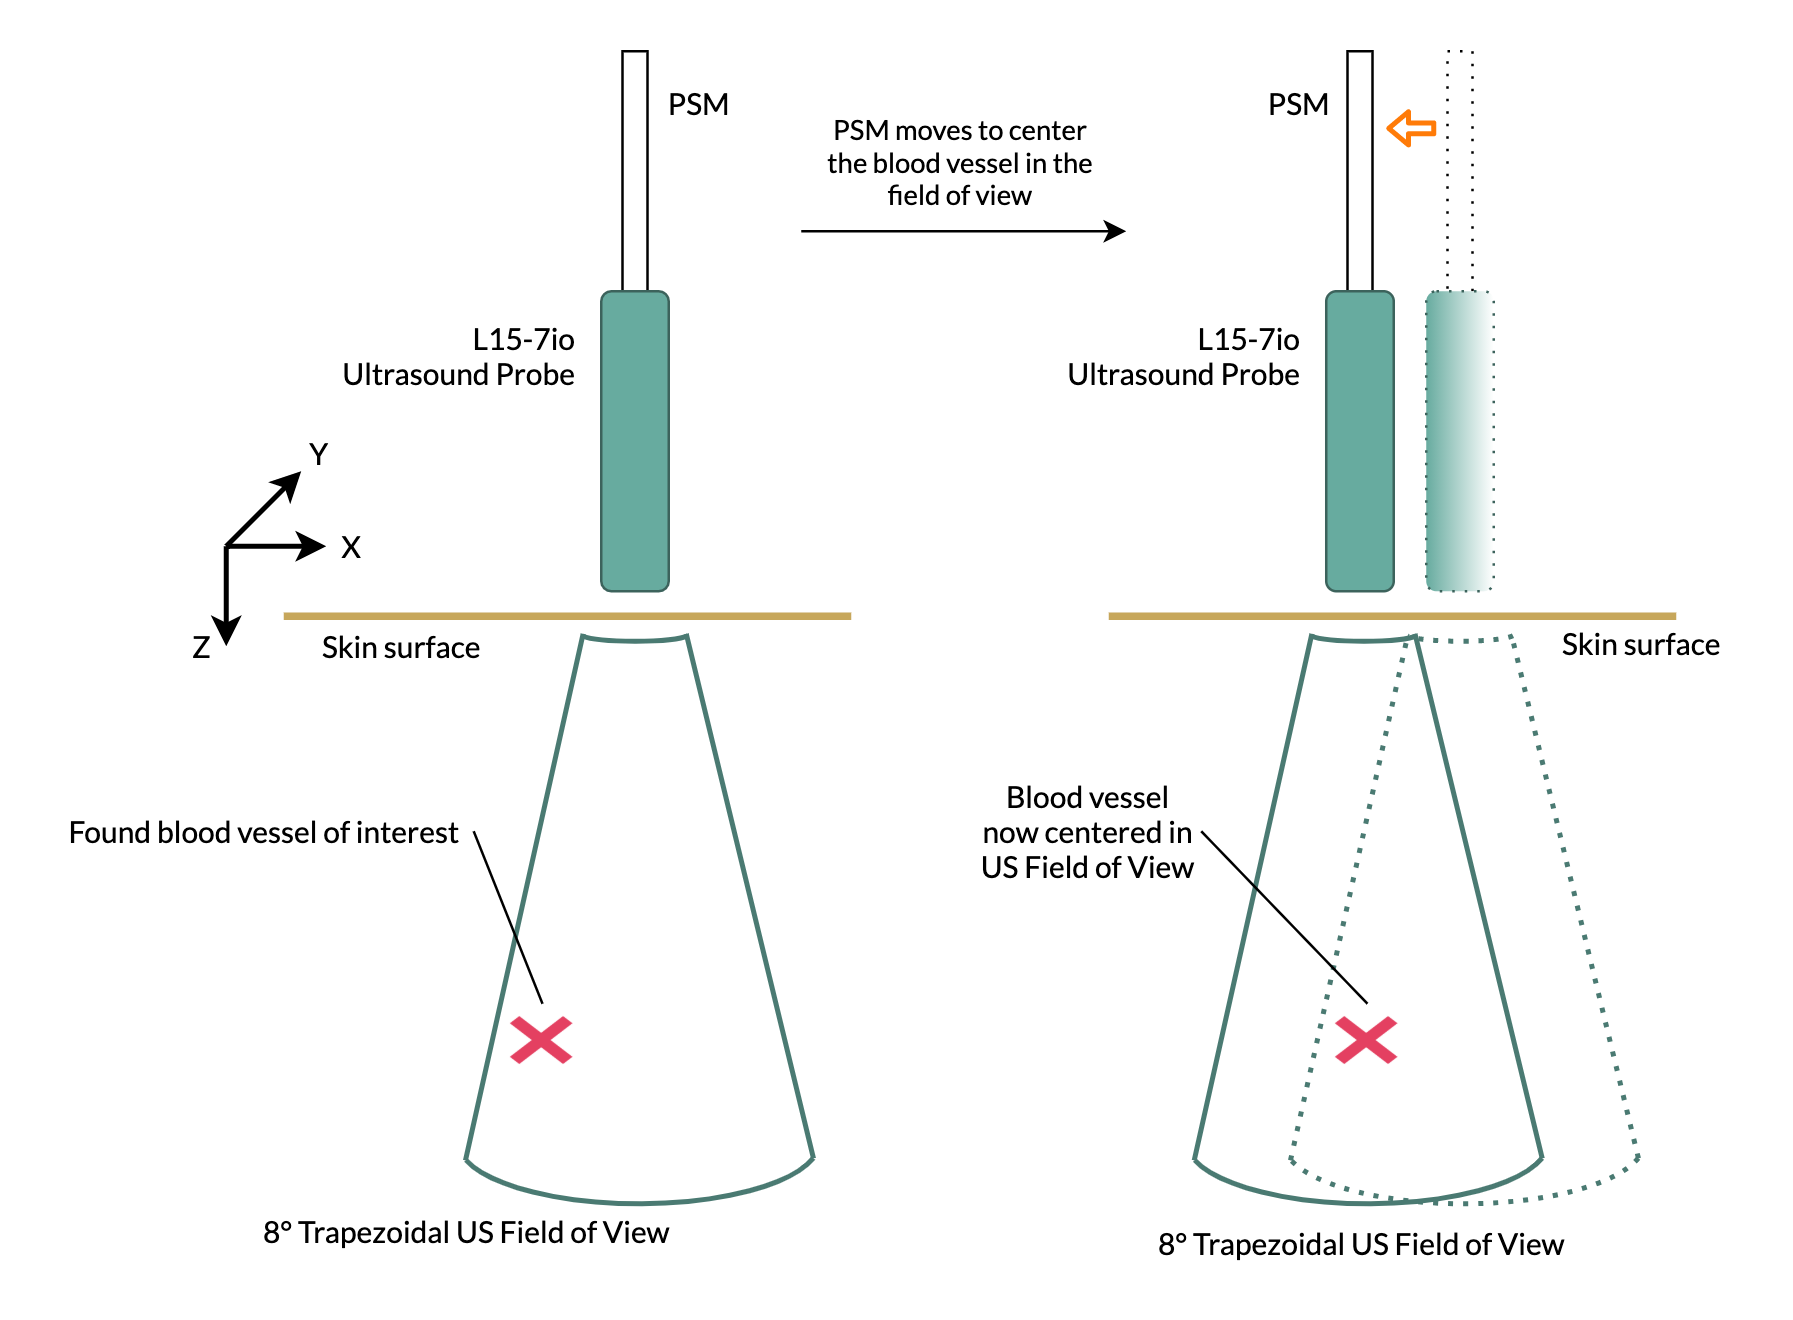 PSM
PSM moves to center
the blood vessel in the
field of view
PSM
L15-7io
Ultrasound Probe
L15-7io
Ultrasound Probe
Y
X
Z
Skin surface
Skin surface
Found blood vessel of interest
Blood vessel
now centered in
US Field of View
8° Trapezoidal US Field of View
8° Trapezoidal US Field of View